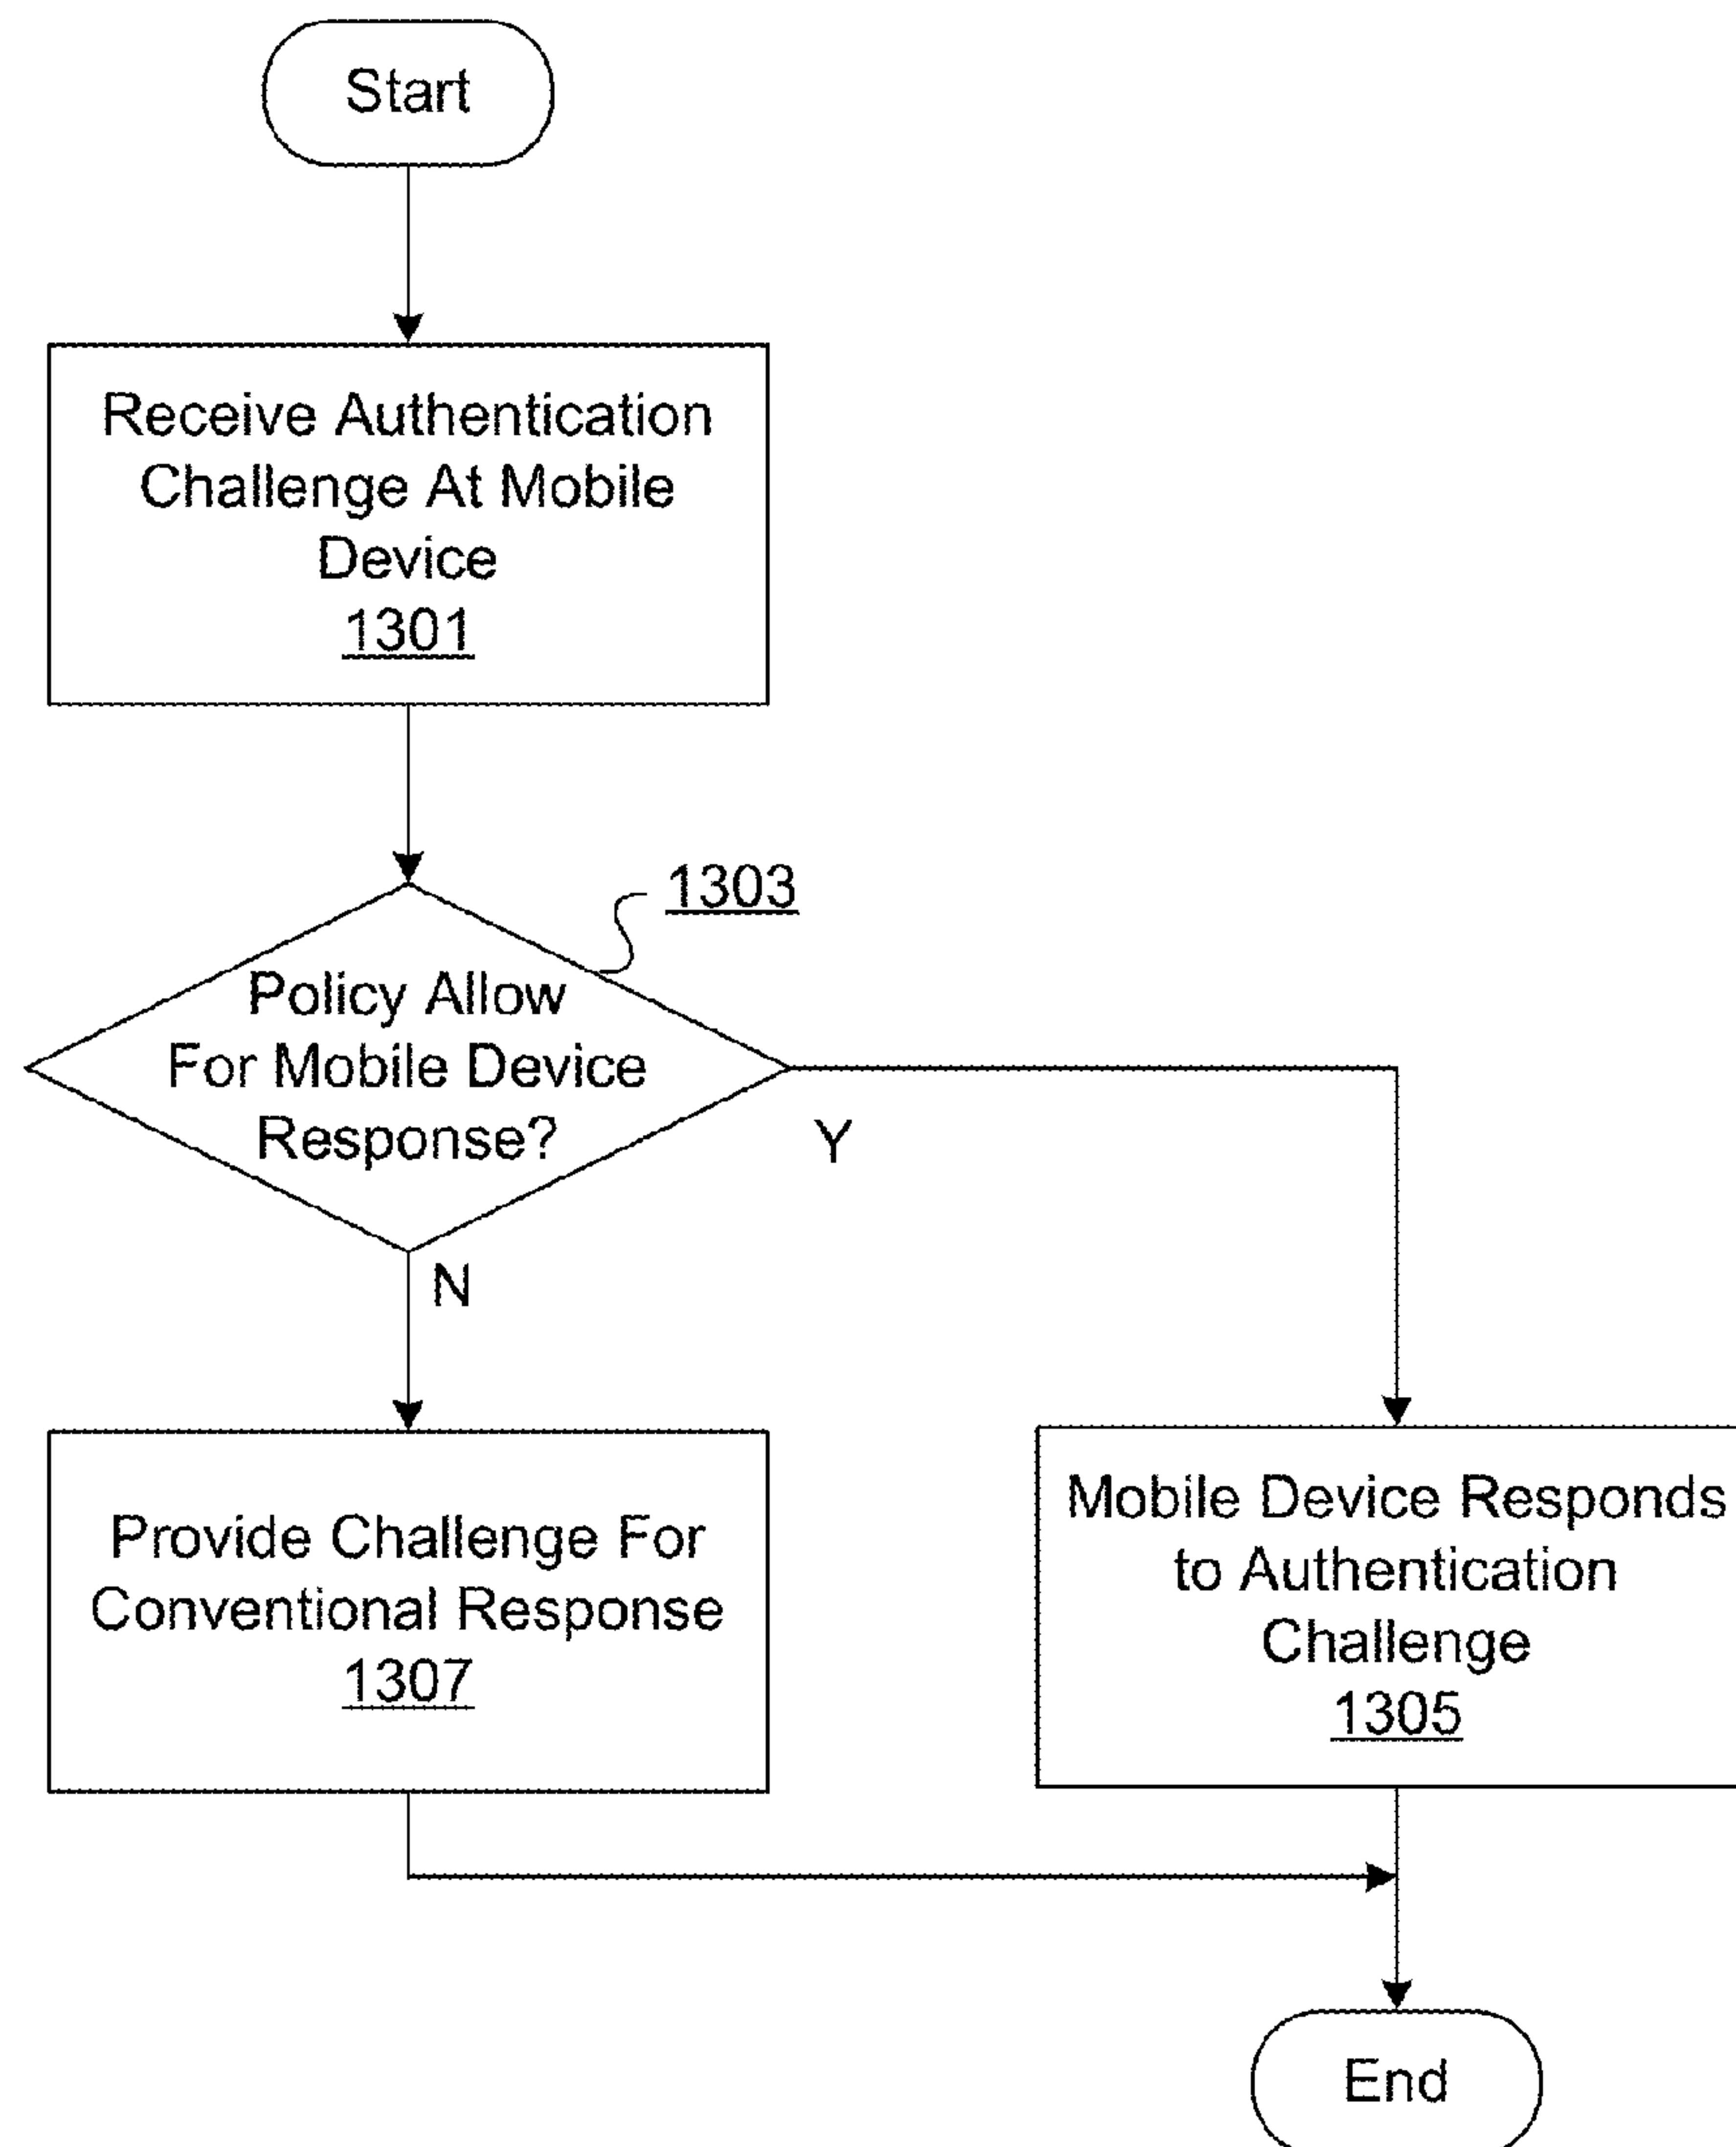 Start
Receive Authentication
Challenge At Mobile
Device
1301
1303
Policy Allow
For Mobile Device
Response?
Y
N
Provide Challenge For
Conventional Response
1307
Mobile Device Responds
to Authentication
Challenge
1305
End